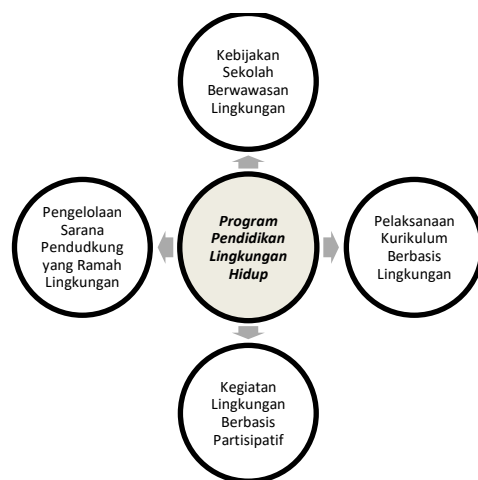 Kebijakan
Sekolah
Berwawasan
Lingkungan
Pengelolaan
Sarana
Pendudkung
yang Ramah
Lingkungan
Program
Pendidikan
Lingkungan
Hidup
Pelaksanaan
Kurikulum
Berbasis
Lingkungan
Kegiatan
Lingkungan
Berbasis
Partisipatif